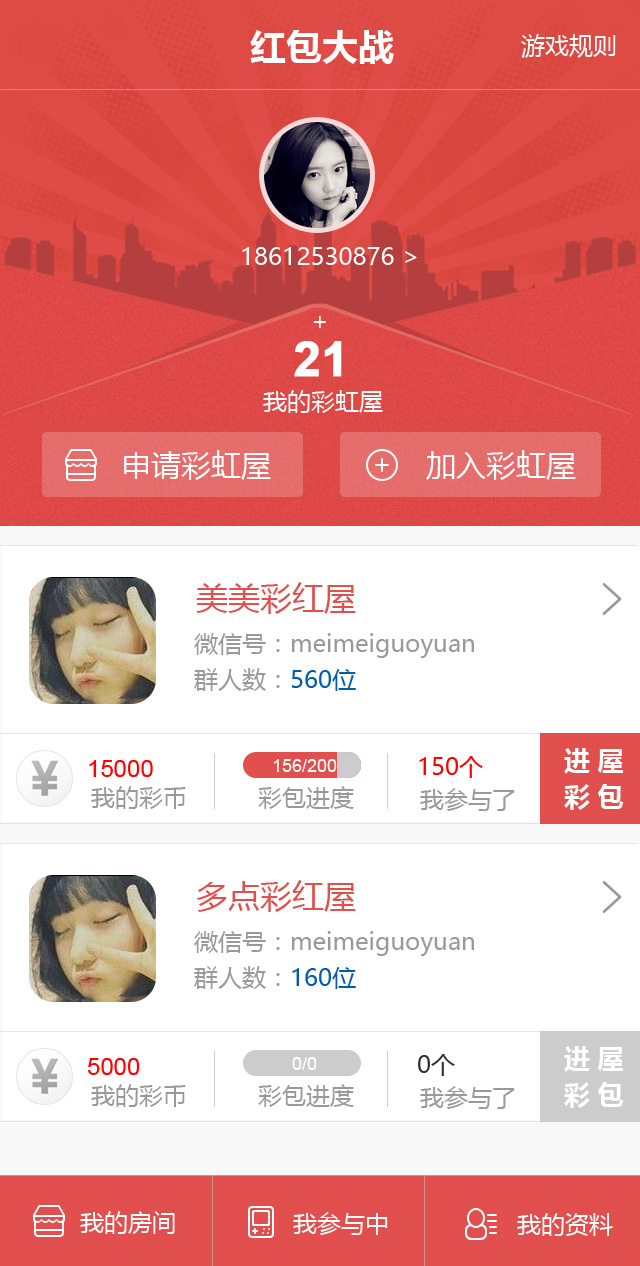 红包大战
游戏规则
18612530876 >
+
21
我的彩虹屋
申请彩虹屋
加入彩虹屋
美美彩红屋
微信号：meimeiguoyuan
群人数：560位
¥
15000
我的彩币
156/200
彩包进度
150个
我参与了
进屋
彩包
多点彩红屋
微信号：meimeiguoyuan
群人数：160位
¥
5000
我的彩币
0/0
彩包进度
0个
我参与了
进屋
彩包
我的房间
我参与中
我的资料